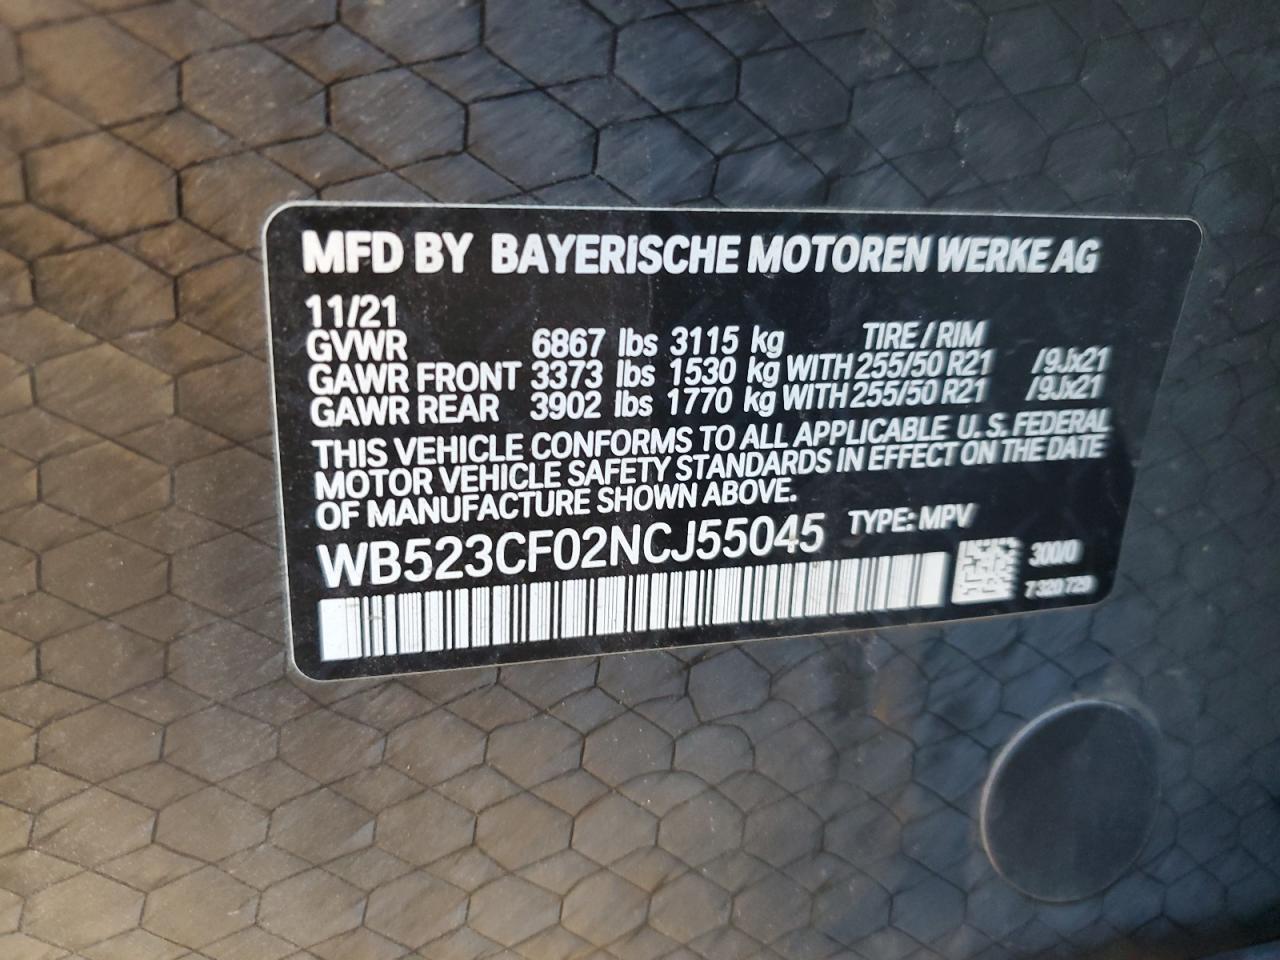 MFD BY BAYERISCHE MOTOREN WERKE AG
11/21
GVWR 6867 lbs 3115 kg TIRE / RIM
GAWR FRONT 3373 lbs 1530 kg WITH 255/50 R21 /9Jx21
GAWR REAR 3902 lbs 1770 kg WITH 255/50 R21 /9Jx21
THIS VEHICLE CONFORMS TO ALL APPLICABLE U.S. FEDERAL
MOTOR VEHICLE SAFETY STANDARDS IN EFFECT ON THE DATE
OF MANUFACTURE SHOWN ABOVE.
WB523CF02NCJ55045 TYPE: MPV
300/0
7 320 729